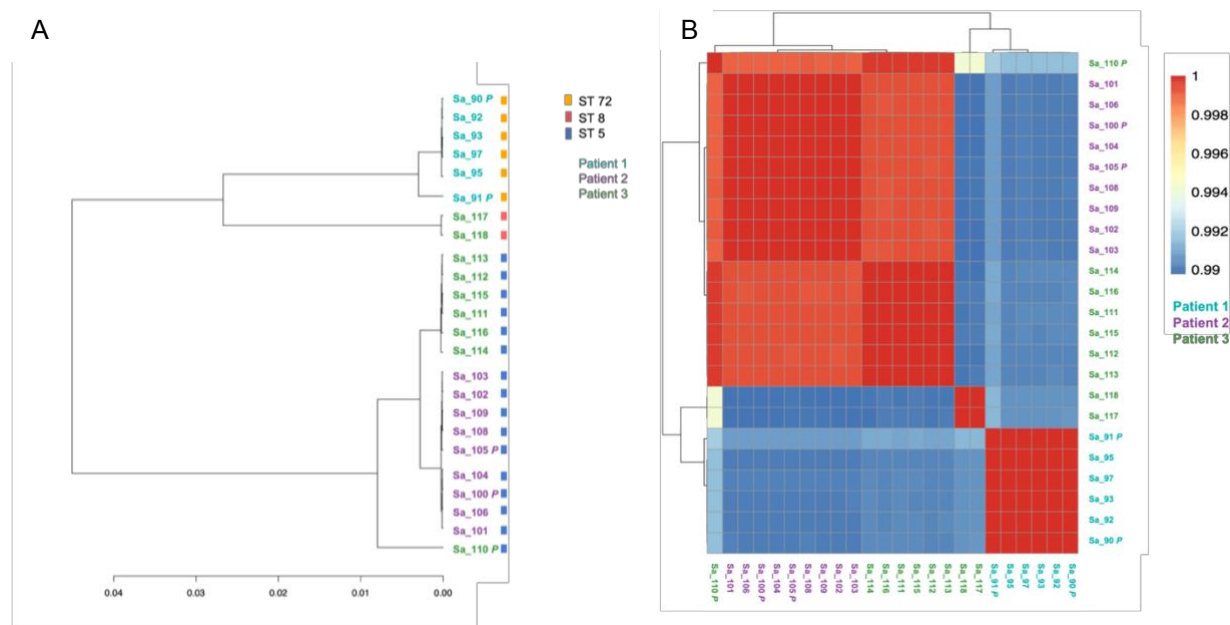 A
Sa_90 P
Sa_92
Sa_93
Sa_97
Sa_95
Sa_91 P
Sa_117
Sa_118
Sa_113
Sa_112
Sa_115
Sa_111
Sa_116
Sa_114
Sa_103
Sa_102
Sa_109
Sa_108
Sa_105 P
Sa_104
Sa_100 P
Sa_106
Sa_101
Sa_110 P
0.04 0.03 0.02 0.01 0.00
ST 72
ST 8
ST 5
Patient 1
Patient 2
Patient 3
B
Sa_110 P
Sa_101
Sa_106
Sa_100 P
Sa_104
Sa_105 P
Sa_108
Sa_109
Sa_102
Sa_103
Sa_114
Sa_116
Sa_111
Sa_115
Sa_112
Sa_113
Sa_118
Sa_117
Sa_91 P
Sa_95
Sa_97
Sa_93
Sa_92
Sa_90 P
Sa_110 P
Sa_101
Sa_106
Sa_100 P
Sa_104
Sa_105 P
Sa_108
Sa_109
Sa_102
Sa_103
Sa_114
Sa_116
Sa_111
Sa_115
Sa_112
Sa_113
Sa_118
Sa_117
Sa_91 P
Sa_95
Sa_97
Sa_93
Sa_92
Sa_90 P
1
0.998
0.996
0.994
0.992
0.99
Patient 1
Patient 2
Patient 3